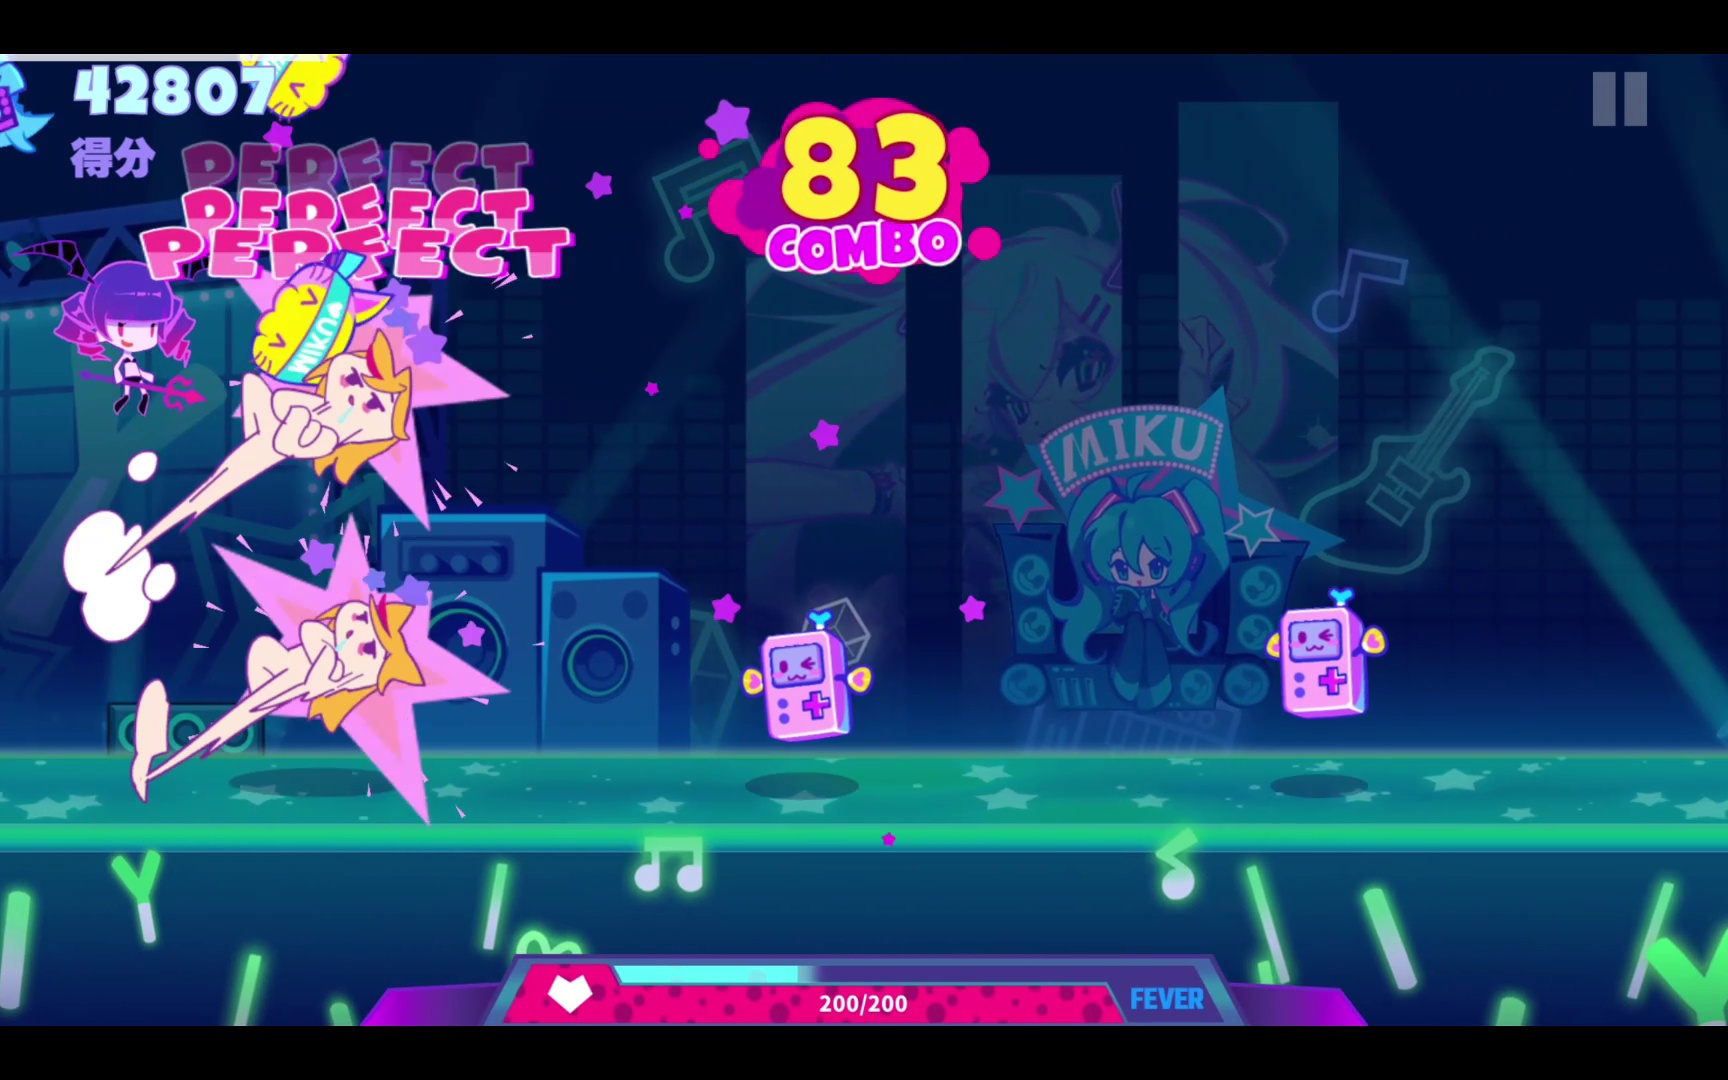 42807
得分
PERFECT
PERFECT
PERFECT
83
COMBO
MIKU
MIKU
200/200
FEVER